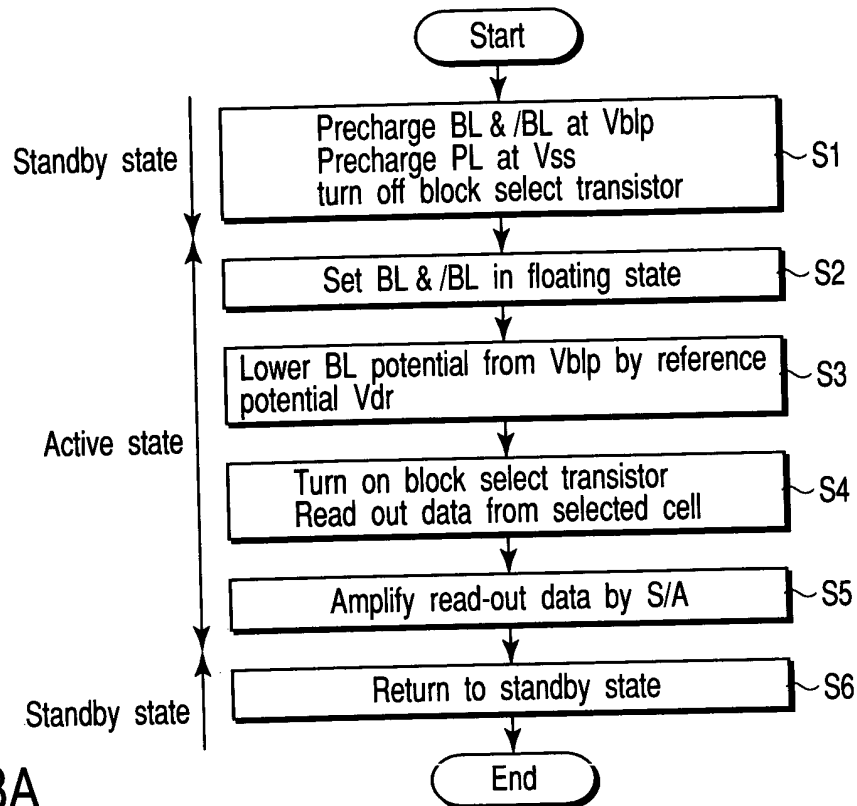 Start
Standby state
Precharge BL & /BL at Vblp
Precharge PL at Vss
turn off block select transistor
S1
Set BL & /BL in floating state
S2
Lower BL potential from Vblp by reference
potential Vdr
S3
Active state
Turn on block select transistor
Read out data from selected cell
S4
Amplify read-out data by S/A
S5
Standby state
Return to standby state
S6
End